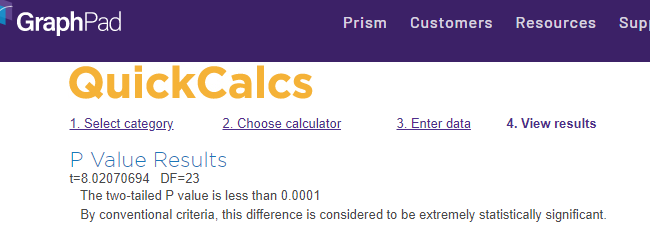 GraphPad Prism Customers Resources Sup
QuickCalcs
1. Select category 2. Choose calculator 3. Enter data 4. View results
P Value Results
t=8.02070694 DF=23
The two-tailed P value is less than 0.0001
By conventional criteria, this difference is considered to be extremely statistically significant.